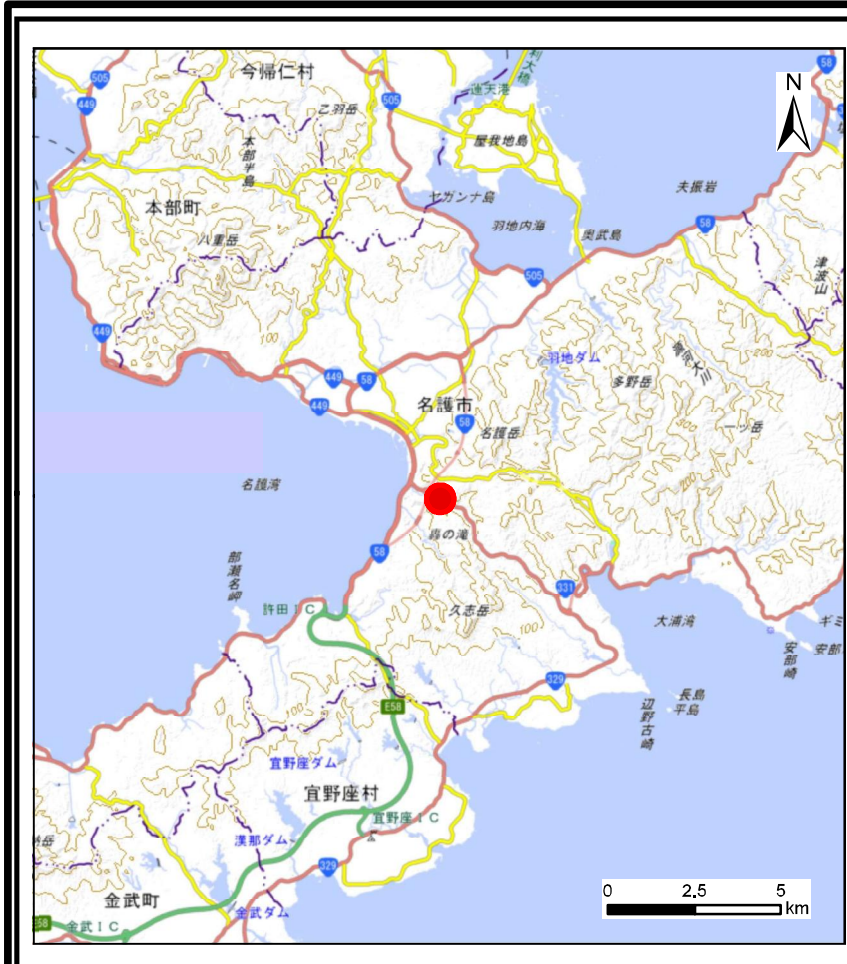 58
505
今帰仁村
運天港
449
505
乙羽岳
N
屋我地島
本部半島
夫振岩
ヤガンナ島
本部町
羽地内海
58
奥武島
八重岳
津波山
505
449
100
羽地ダム
449
58
多野岳
449
名護市
58
名護岳
一ツ岳
200
名護湾
轟の滝
58
部瀬名岬
331
許田IC
久志岳
大浦湾
100
ギミ
安部崎
安部
329
長島
平島
E58
辺野古崎
宜野座ダム
宜野座村
宜野座IC
漢那ダム
329
金武町
金武ダム
金武IC
0 2.5 5
km